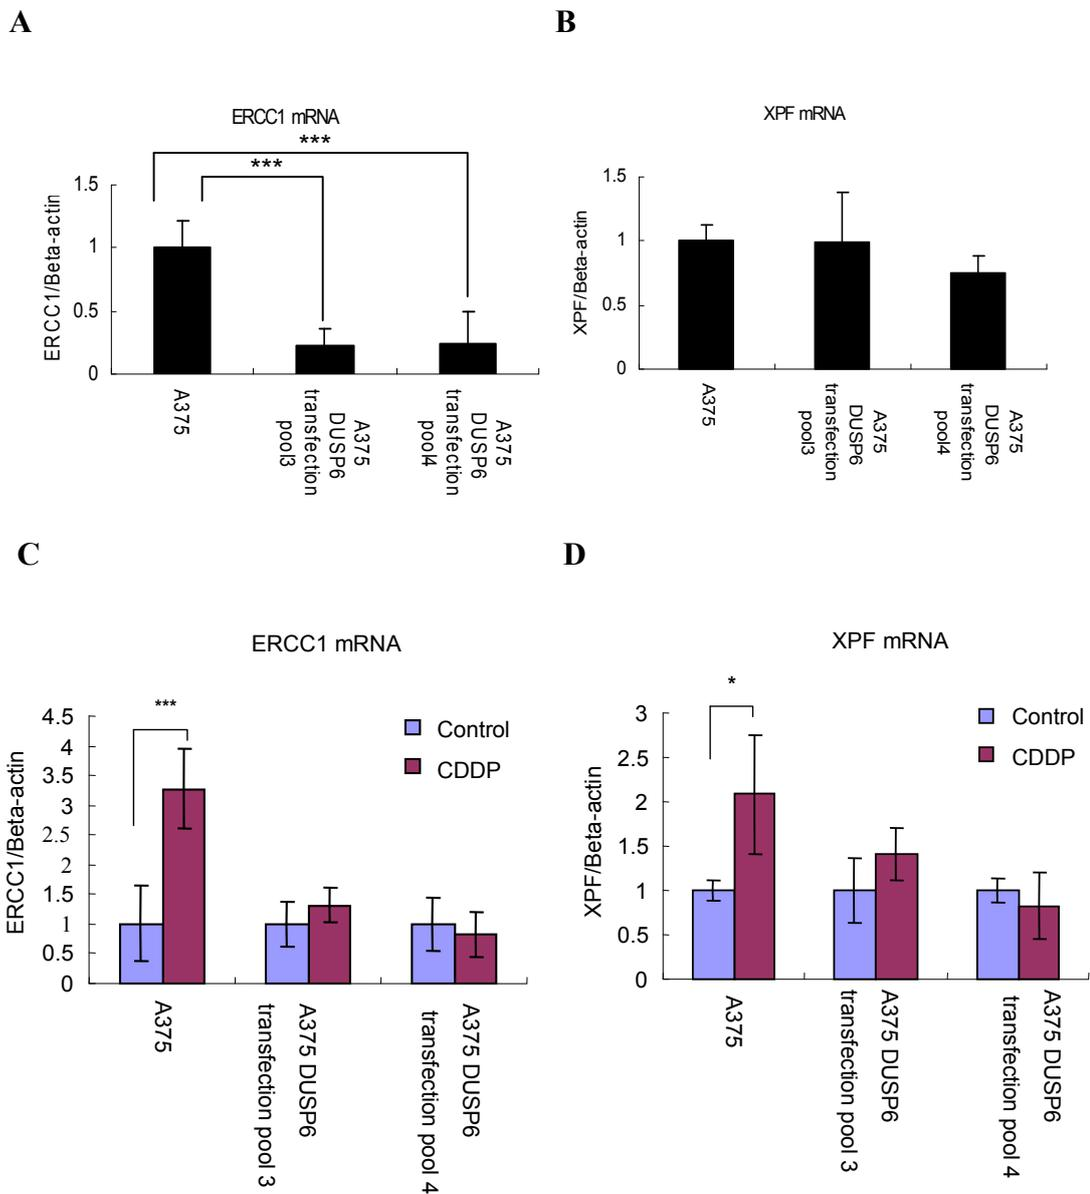 A
B
ERCC1 mRNA
***
***
ERCC1/Beta-actin
1.5
1
0.5
0
A375
A375
DUSP6
transfection
pool3
A375
DUSP6
transfection
pool4
XPF mRNA
XPF/Beta-actin
1.5
1
0.5
0
A375
A375
DUSP6
transfection
pool3
A375
DUSP6
transfection
pool4
C
D
ERCC1 mRNA
***
ERCC1/Beta-actin
4.5
4
3.5
3
2.5
2
1.5
1
0.5
0
Control
CDDP
A375
A375 DUSP6
transfection pool 3
A375 DUSP6
transfection pool 4
XPF mRNA
*
XPF/Beta-actin
3
2.5
2
1.5
1
0.5
0
Control
CDDP
A375
A375 DUSP6
transfection pool 3
A375 DUSP6
transfection pool 4